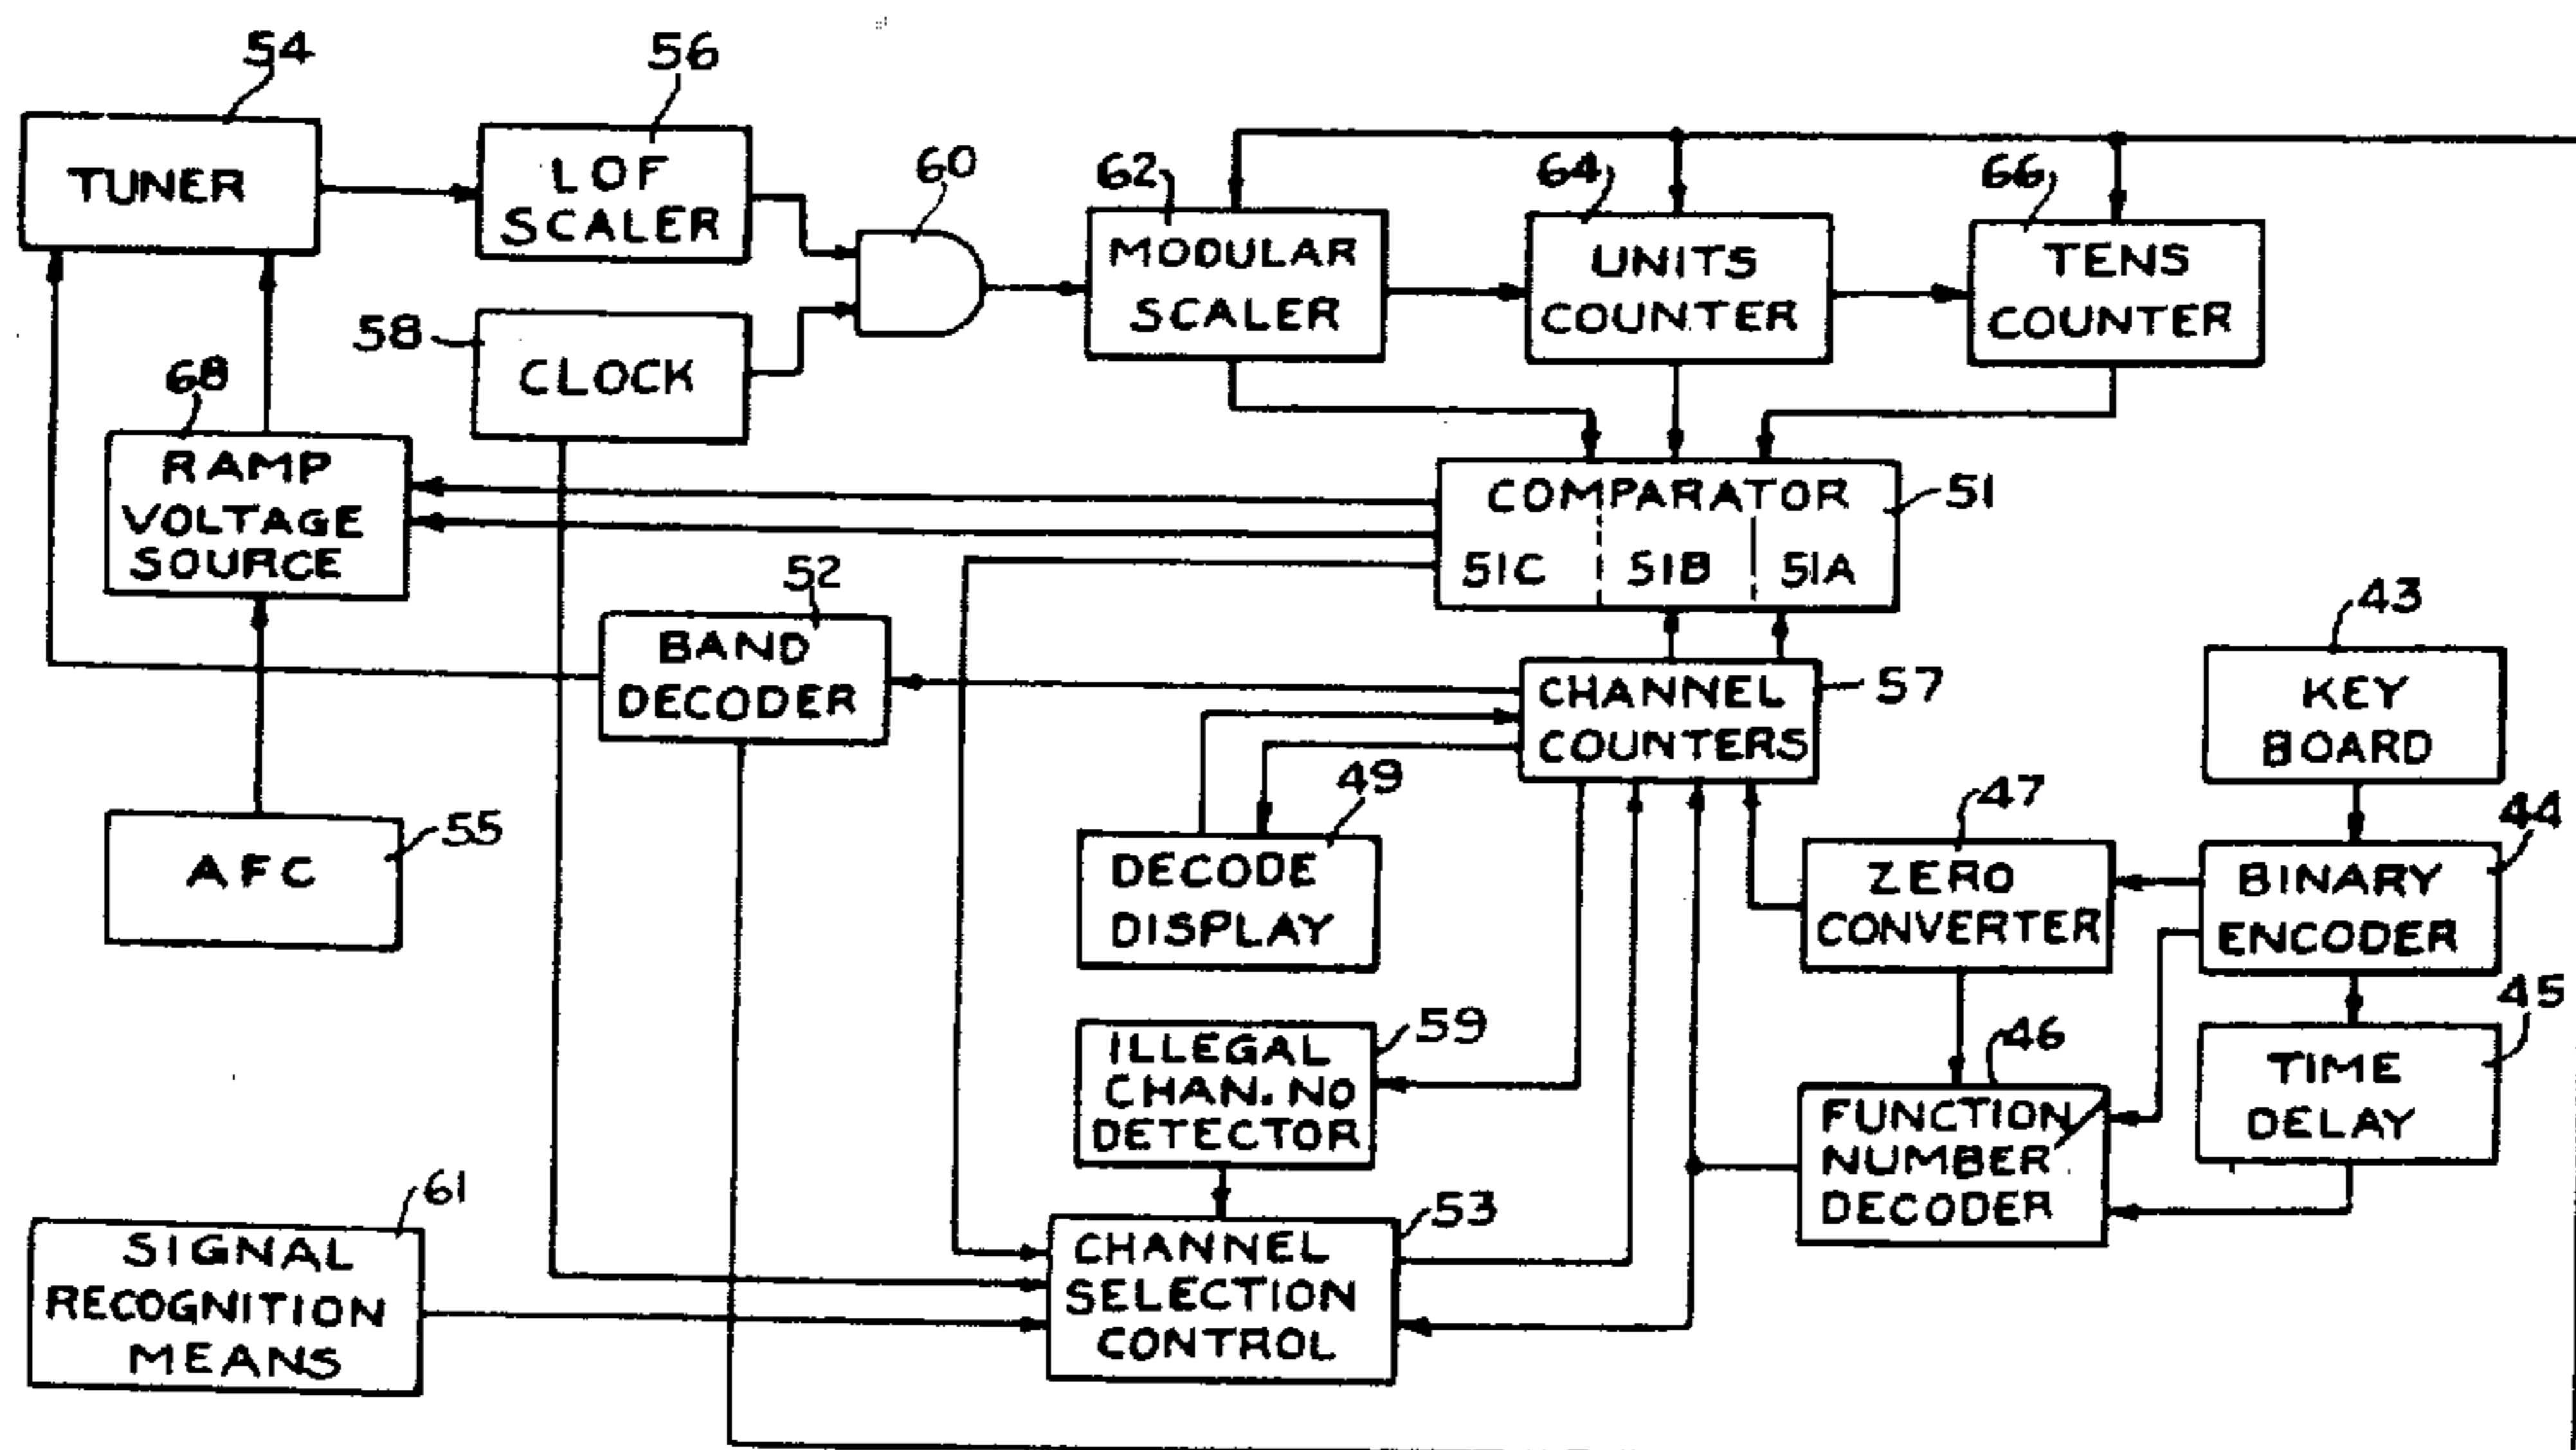 54
56
TUNER
LOF
SCALER
60
62
64
66
MODULAR
SCALER
UNITS
COUNTER
TENS
COUNTER
58
CLOCK
68
RAMP
VOLTAGE
SOURCE
COMPARATOR
51C
51B
51A
51
52
BAND
DECODER
CHANNEL
COUNTERS
57
43
KEY
BOARD
AFC
55
49
DECODE
DISPLAY
47
ZERO
CONVERTER
44
BINARY
ENCODER
45
TIME
DELAY
59
ILLEGAL
CHAN. NO
DETECTOR
46
FUNCTION
NUMBER
DECODER
61
SIGNAL
RECOGNITION
MEANS
53
CHANNEL
SELECTION
CONTROL